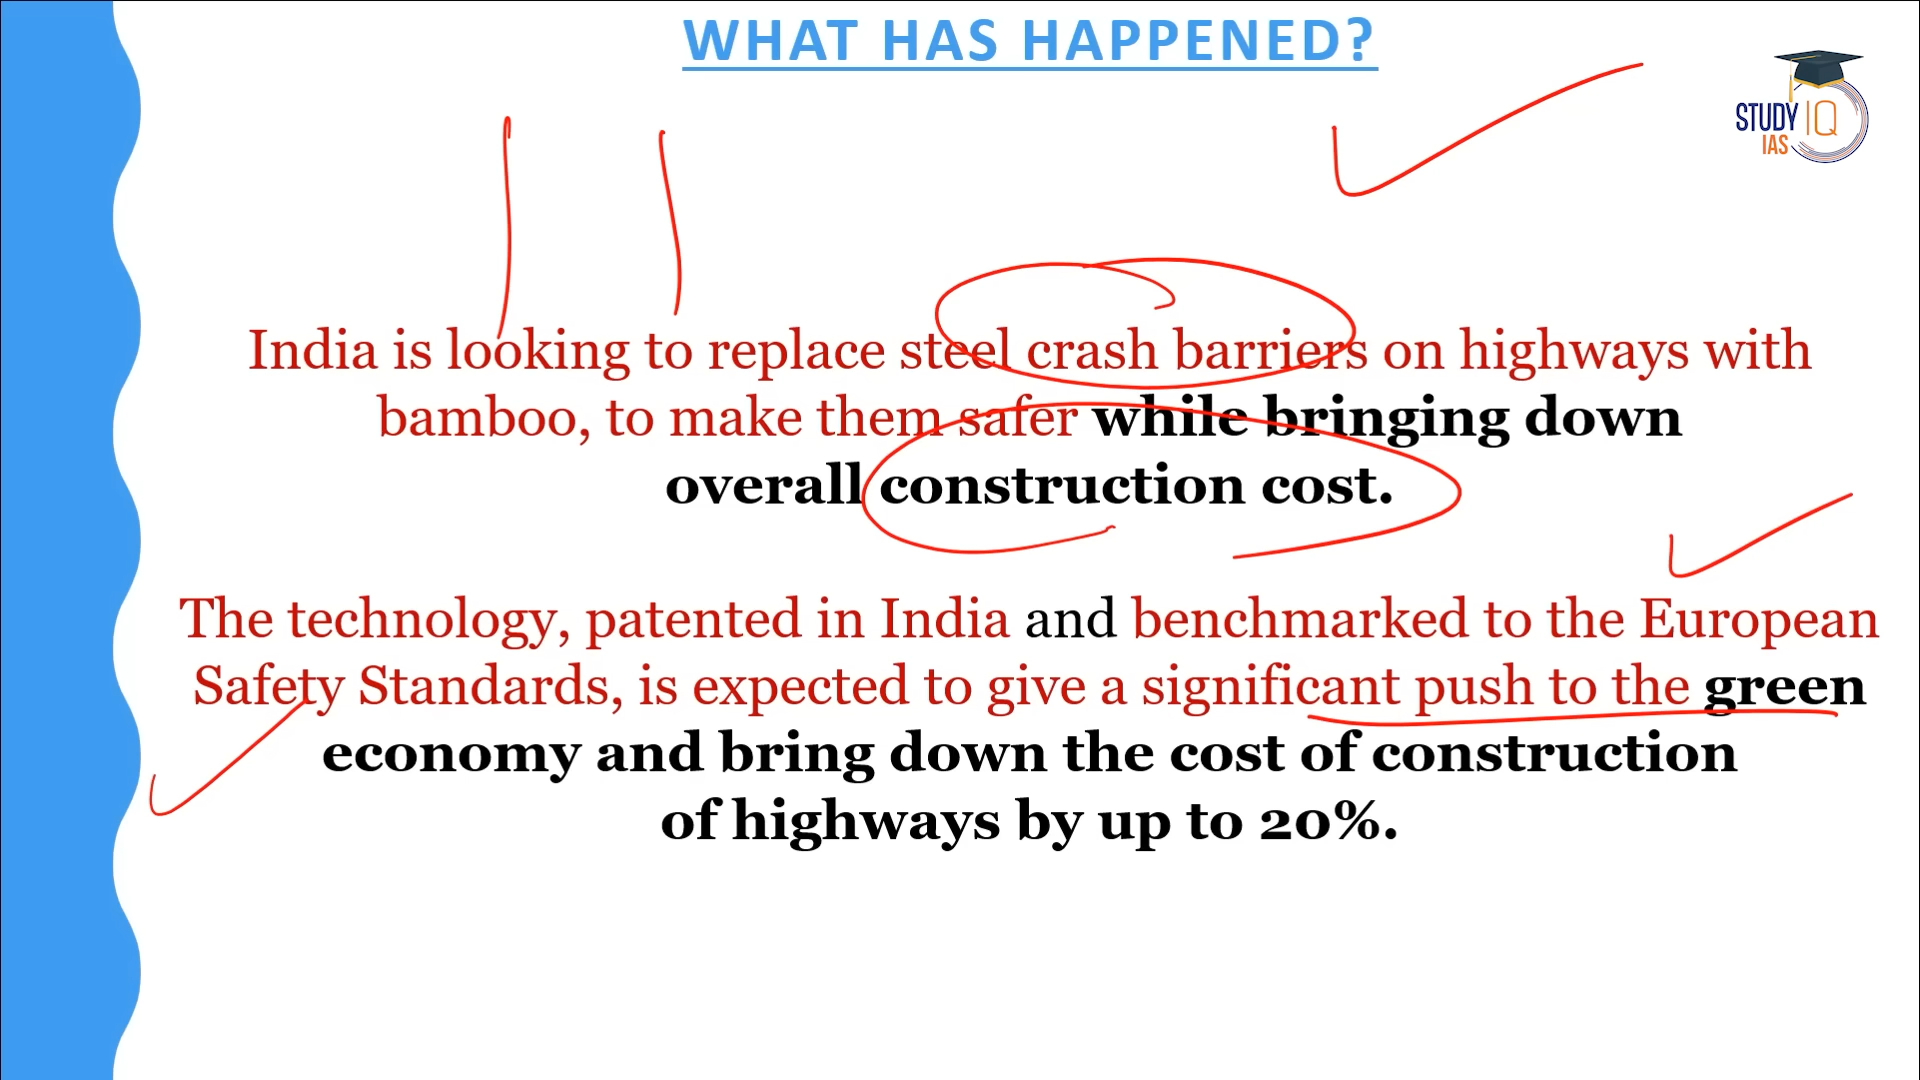 WHAT HAS HAPPENED?
STUDY IQ
IAS
India is looking to replace steel crash barriers on highways with
bamboo, to make them safer while bringing down
overall construction cost.
The technology, patented in India and benchmarked to the European
Safety Standards, is expected to give a significant push to the green
economy and bring down the cost of construction
of highways by up to 20%.